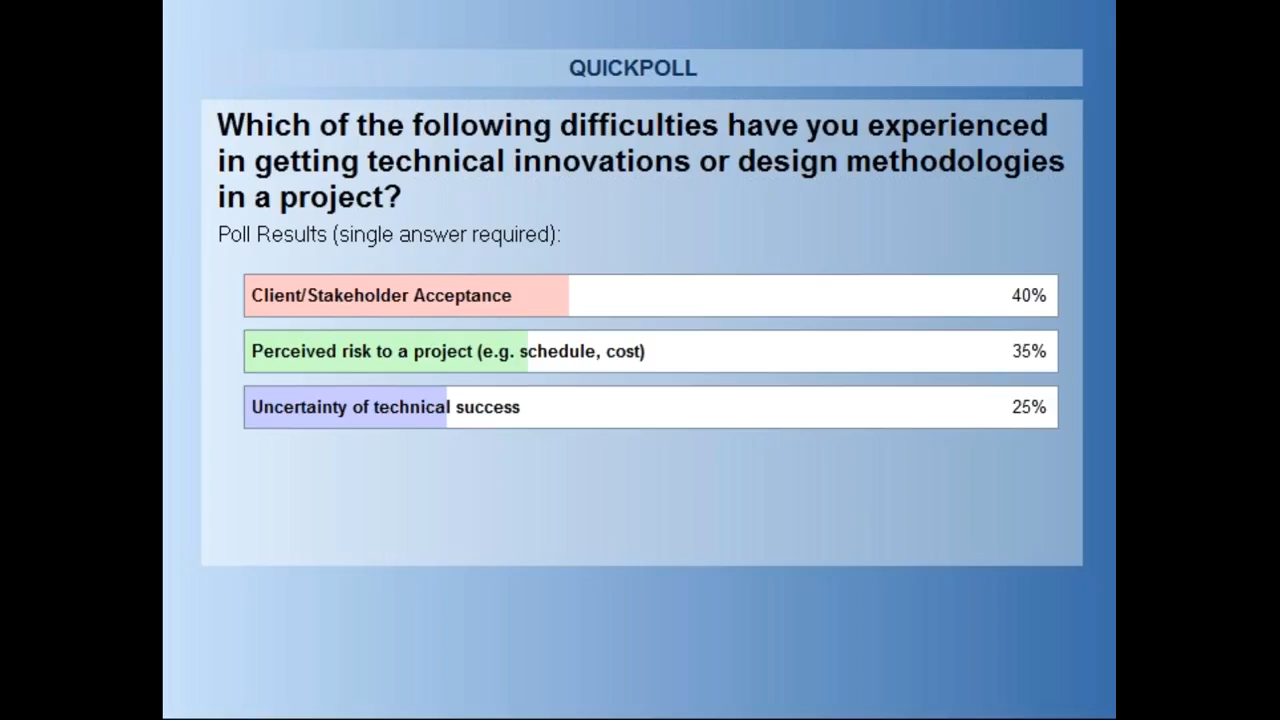 QUICKPOLL
Which of the following difficulties have you experienced
in getting technical innovations or design methodologies
in a project?
Poll Results (single answer required):
Client/Stakeholder Acceptance 40%
Perceived risk to a project (e.g. schedule, cost) 35%
Uncertainty of technical success 25%